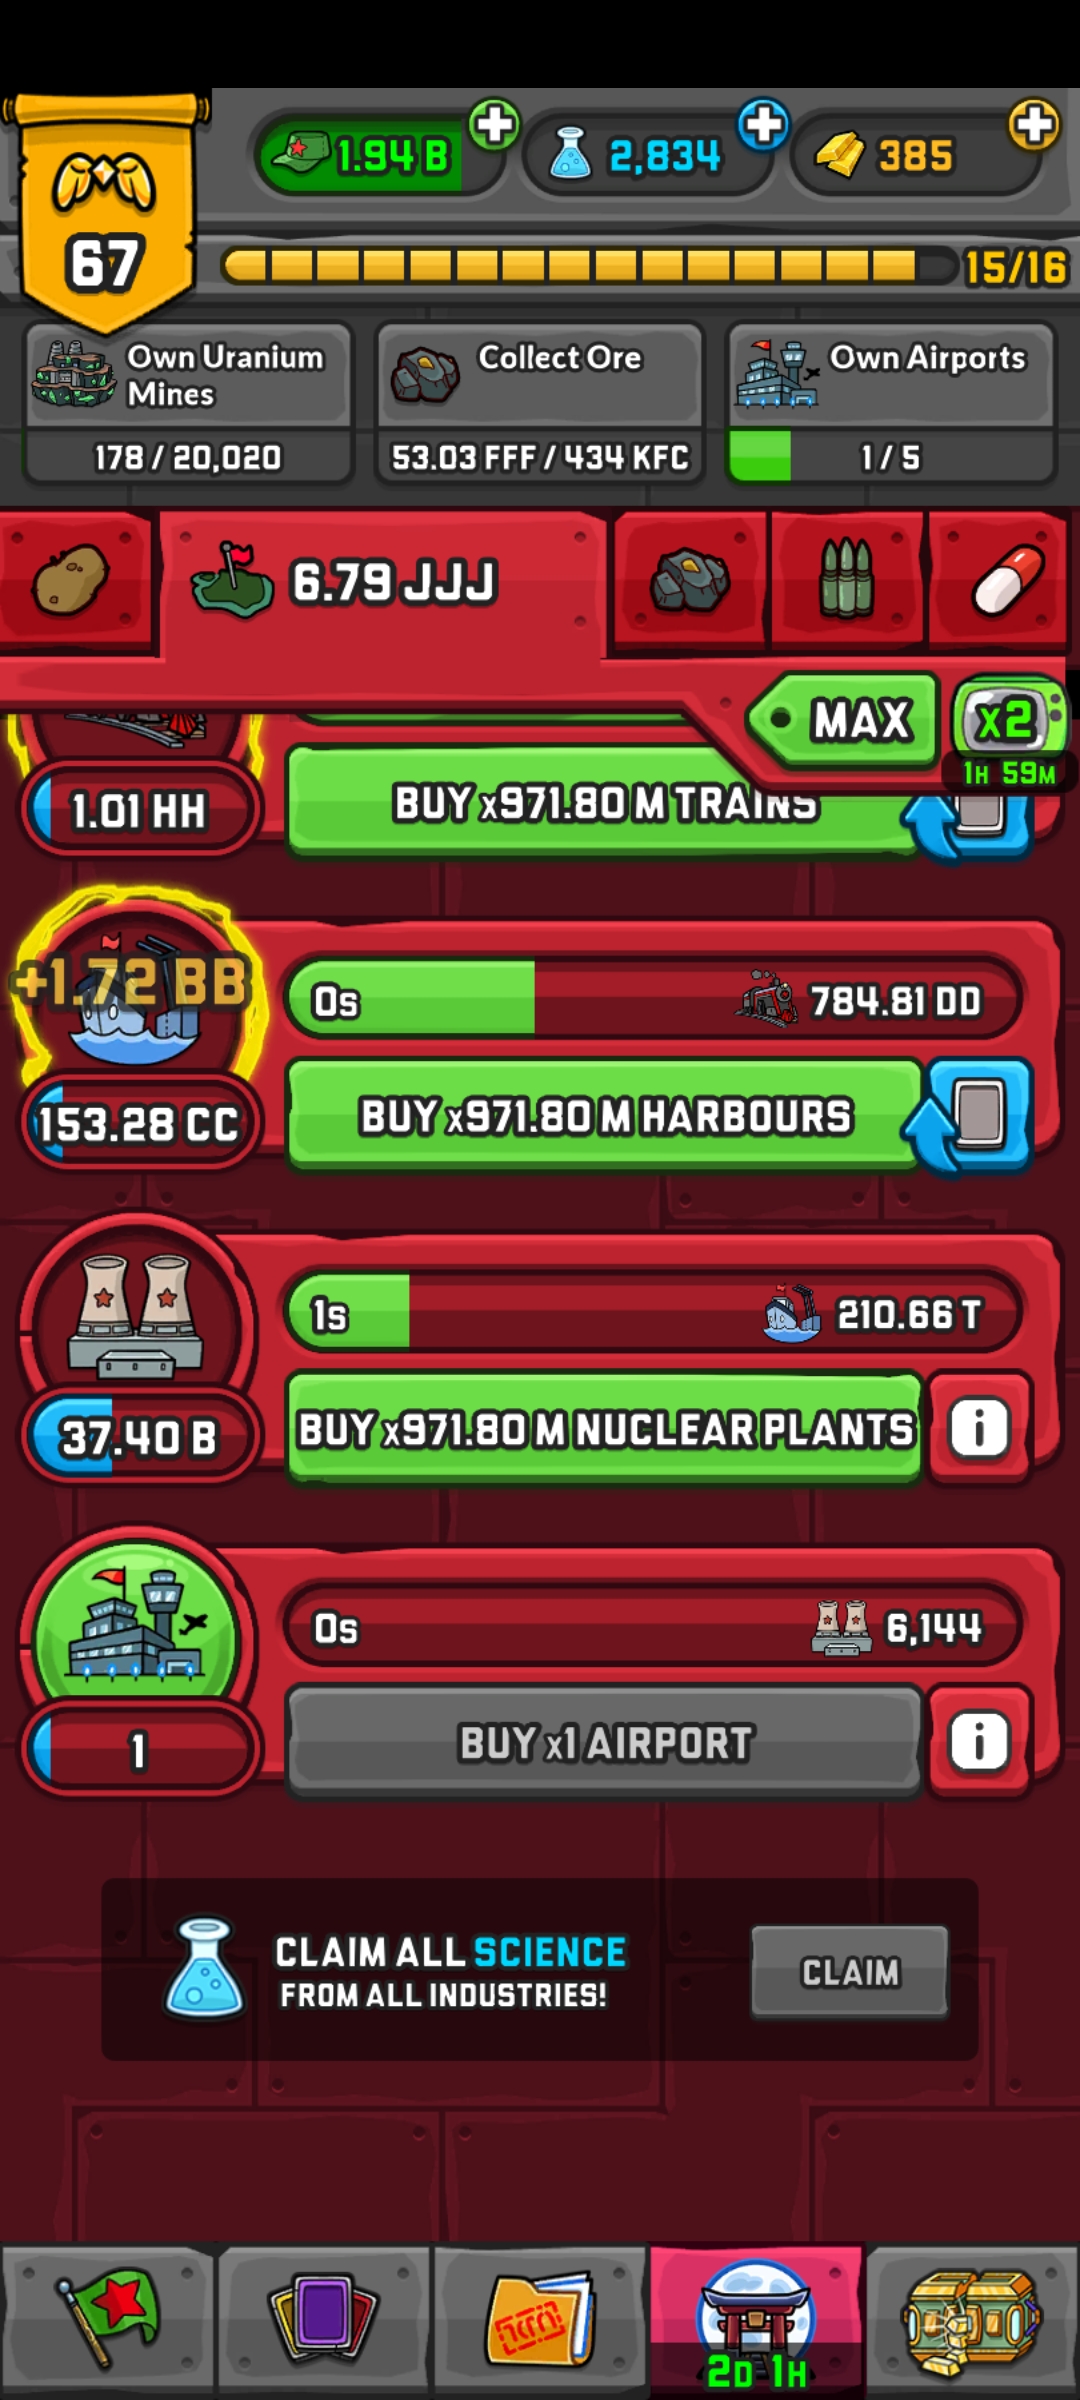 1.94 B
2,834
385
67
15/16
Own Uranium
Mines
178 / 20,020
Collect Ore
53.03 FFF / 434 KFC
Own Airports
1 / 5
6.79 JJJ
MAX
x2
1H 59M
1.01 HH
BUY x971.80 M TRAINS
+1.72 BB
0s
784.81 DD
153.28 CC
BUY x971.80 M HARBOURS
1s
210.66 T
37.40 B
BUY x971.80 M NUCLEAR PLANTS
i
0s
6,144
1
BUY x1 AIRPORT
i
CLAIM ALL SCIENCE
FROM ALL INDUSTRIES!
CLAIM
2D 1H